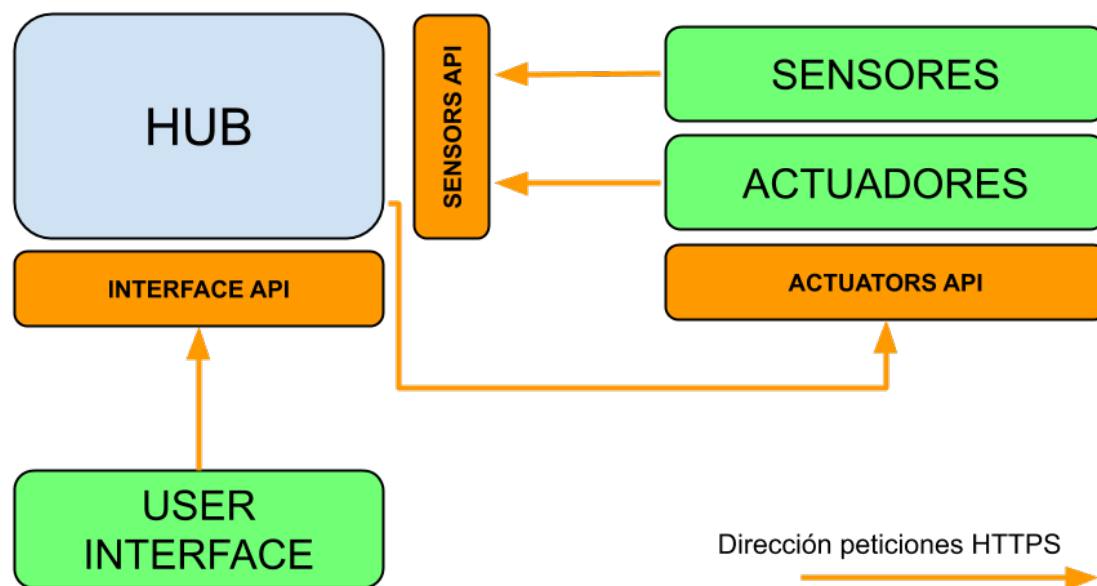 HUB
SENSORS API
SENSORES
ACTUADORES
INTERFACE API
ACTUATORS API
USER
INTERFACE
Dirección peticiones HTTPS